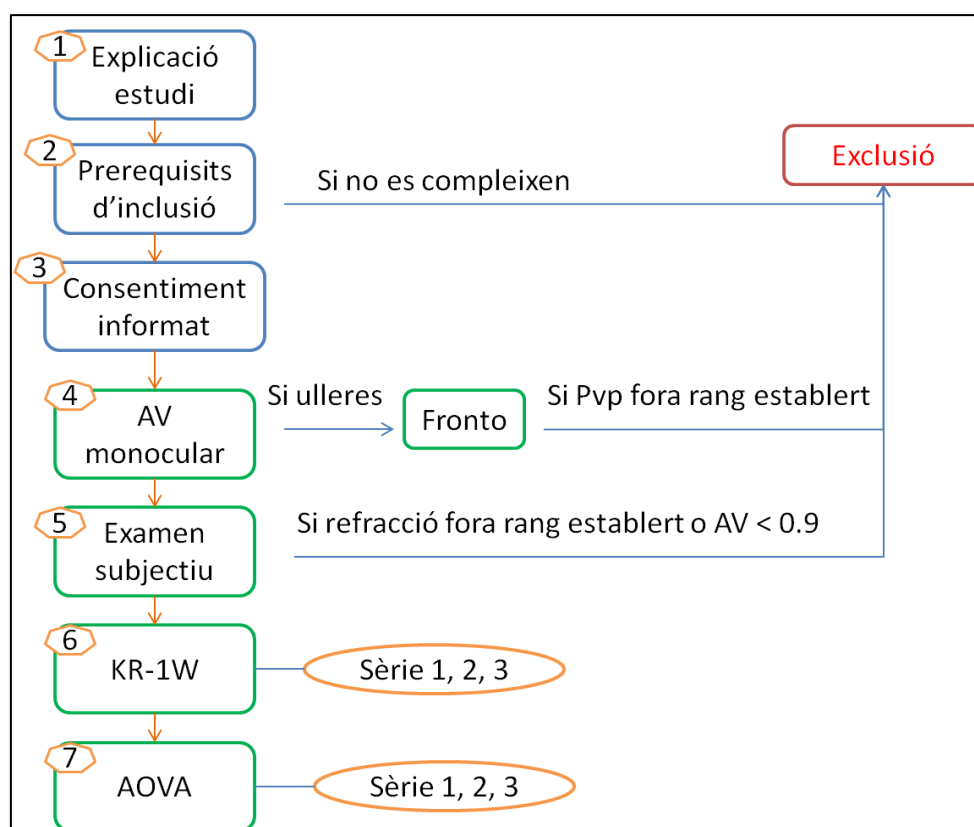 1
Explicació
estudi
2
Prerequisits
d’inclusió
Si no es compleixen
Exclusió
3
Consentiment
informat
4
AV
monocular
Si ulleres
Fronto
Si Pvp fora rang establert
5
Examen
subjectiu
Si refracció fora rang establert o AV < 0.9
6
KR-1W
Sèrie 1, 2, 3
7
AOVA
Sèrie 1, 2, 3